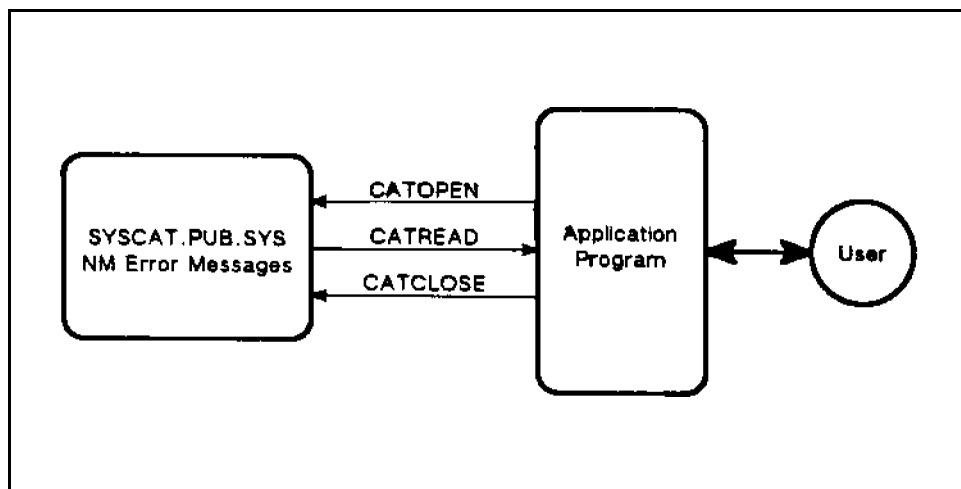 SYSCAT.PUB.SYS
NM Error Messages
CATOPEN
CATREAD
CATCLOSE
Application
Program
User